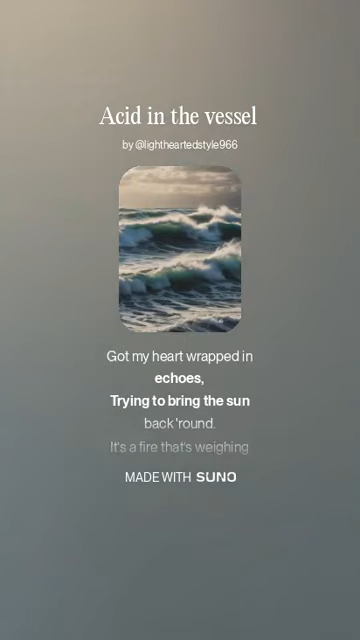 Acid in the vessel
by @lightheartedstyle966
Got my heart wrapped in
echoes,
Trying to bring the sun
back 'round.
It's a fire that's weighing
MADE WITH SUNO